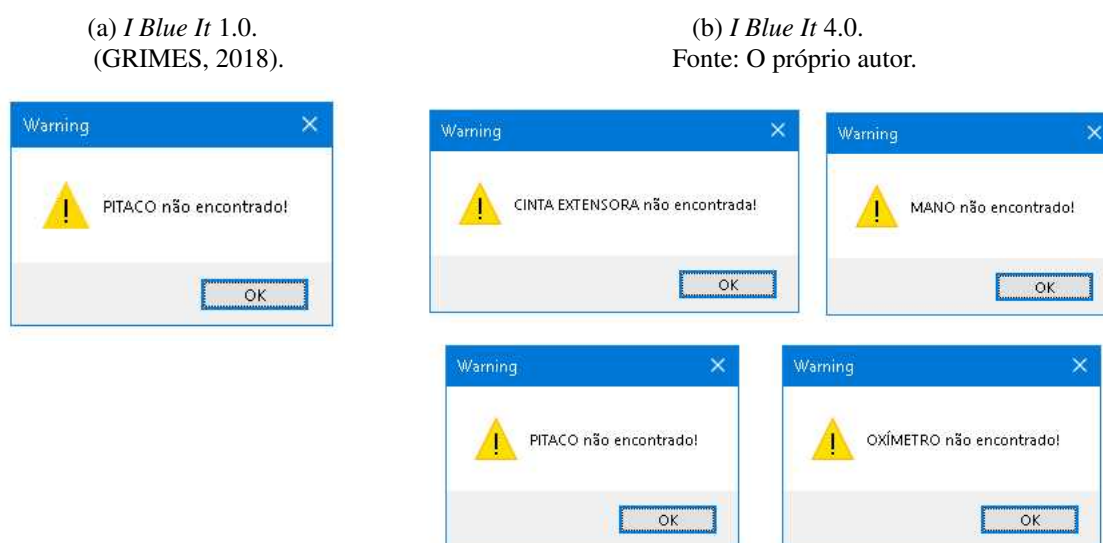 (a) I Blue It 1.0.
(GRIMES, 2018).
(b) I Blue It 4.0.
Fonte: O próprio autor.
Warning
PITACO não encontrado!
OK
Warning
CINTA EXTENSORA não encontrada!
OK
Warning
MANO não encontrado!
OK
Warning
PITACO não encontrado!
OK
Warning
OXÍMETRO não encontrado!
OK